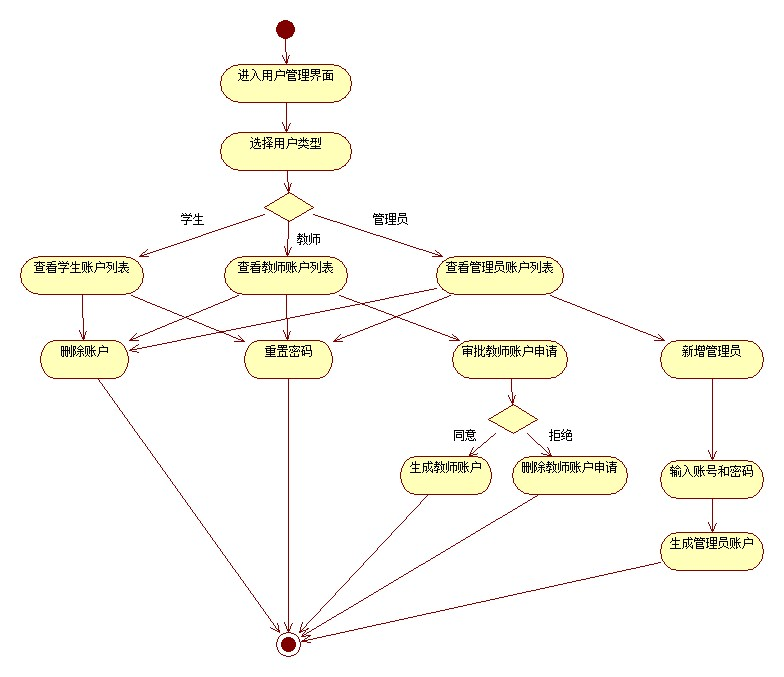 进入用户管理界面
选择用户类型
学生
教师
管理员
查看学生账户列表
查看教师账户列表
查看管理员账户列表
删除账户
重置密码
审批教师账户申请
新增管理员
同意
拒绝
生成教师账户
删除教师账户申请
输入账号和密码
生成管理员账户